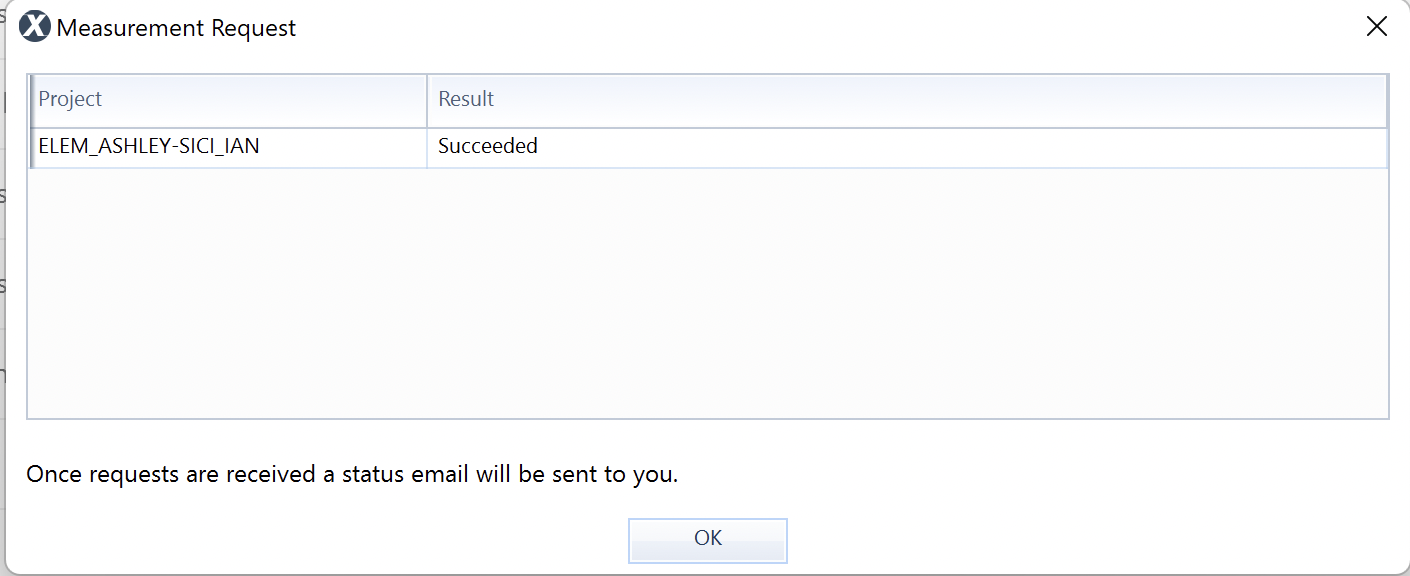 Measurement Request
Project Result
ELEM_ASHLEY-SICI_IAN Succeeded
Once requests are received a status email will be sent to you.
OK